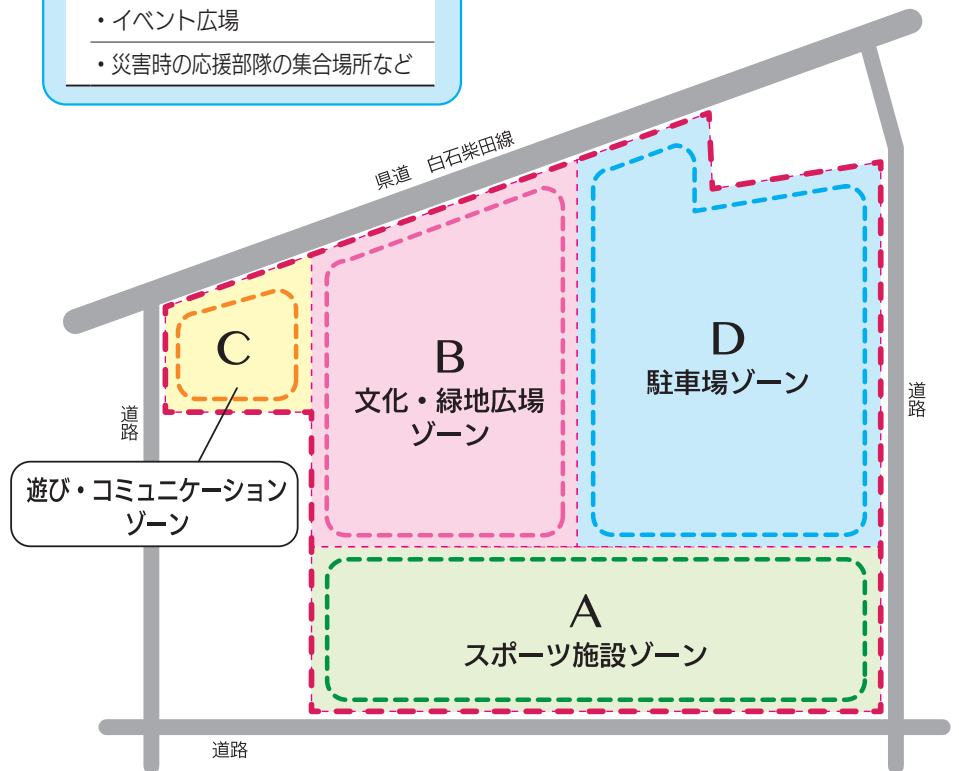 ・イベント広場
・災害時の応援部隊の集合場所など
県道　白石柴田線
C
B
文化・緑地広場
ゾーン
D
駐車場ゾーン
道路
道路
遊び・コミュニケーション
ゾーン
A
スポーツ施設ゾーン
道路